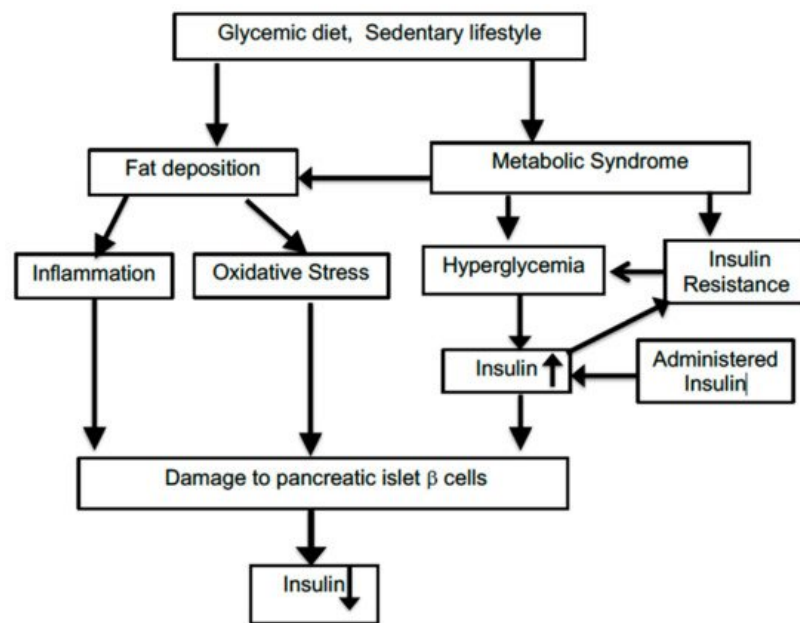 Glycemic diet, Sedentary lifestyle
Fat deposition
Metabolic Syndrome
Inflammation
Oxidative Stress
Hyperglycemia
Insulin
Resistance
Insulin
Administered
Insulin
Damage to pancreatic islet β cells
Insulin